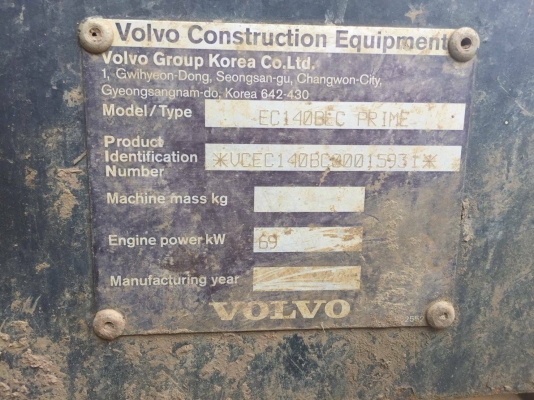 Volvo Construction Equipment
Volvo Group Korea Co.Ltd.
1, Gwihyeon-Dong, Seongsan-gu, Changwon-City,
Gyeongsangnam-do, Korea 642-430
Model/Type EC140BLC PRIME
Product
Identification *VCEC140BC00015931*
Number
Machine mass kg
Engine power kW 69
Manufacturing year
VOLVO